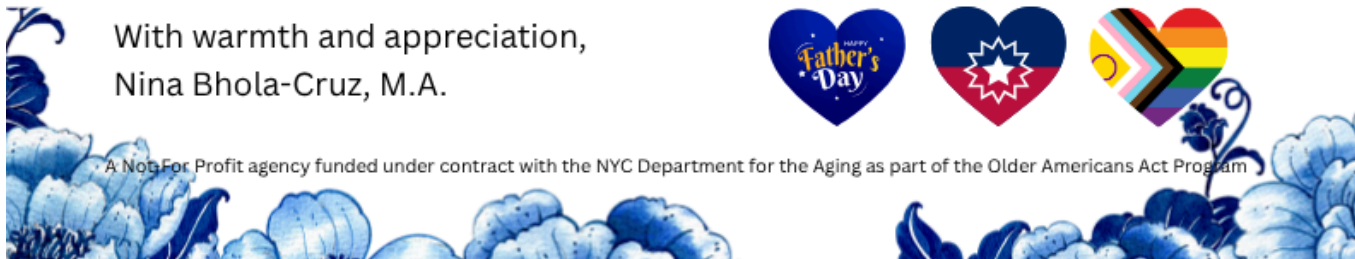 With warmth and appreciation,
Nina Bhola-Cruz, M.A.
HAPPY
Father's
Day
A Not-For Profit agency funded under contract with the NYC Department for the Aging as part of the Older Americans Act Program